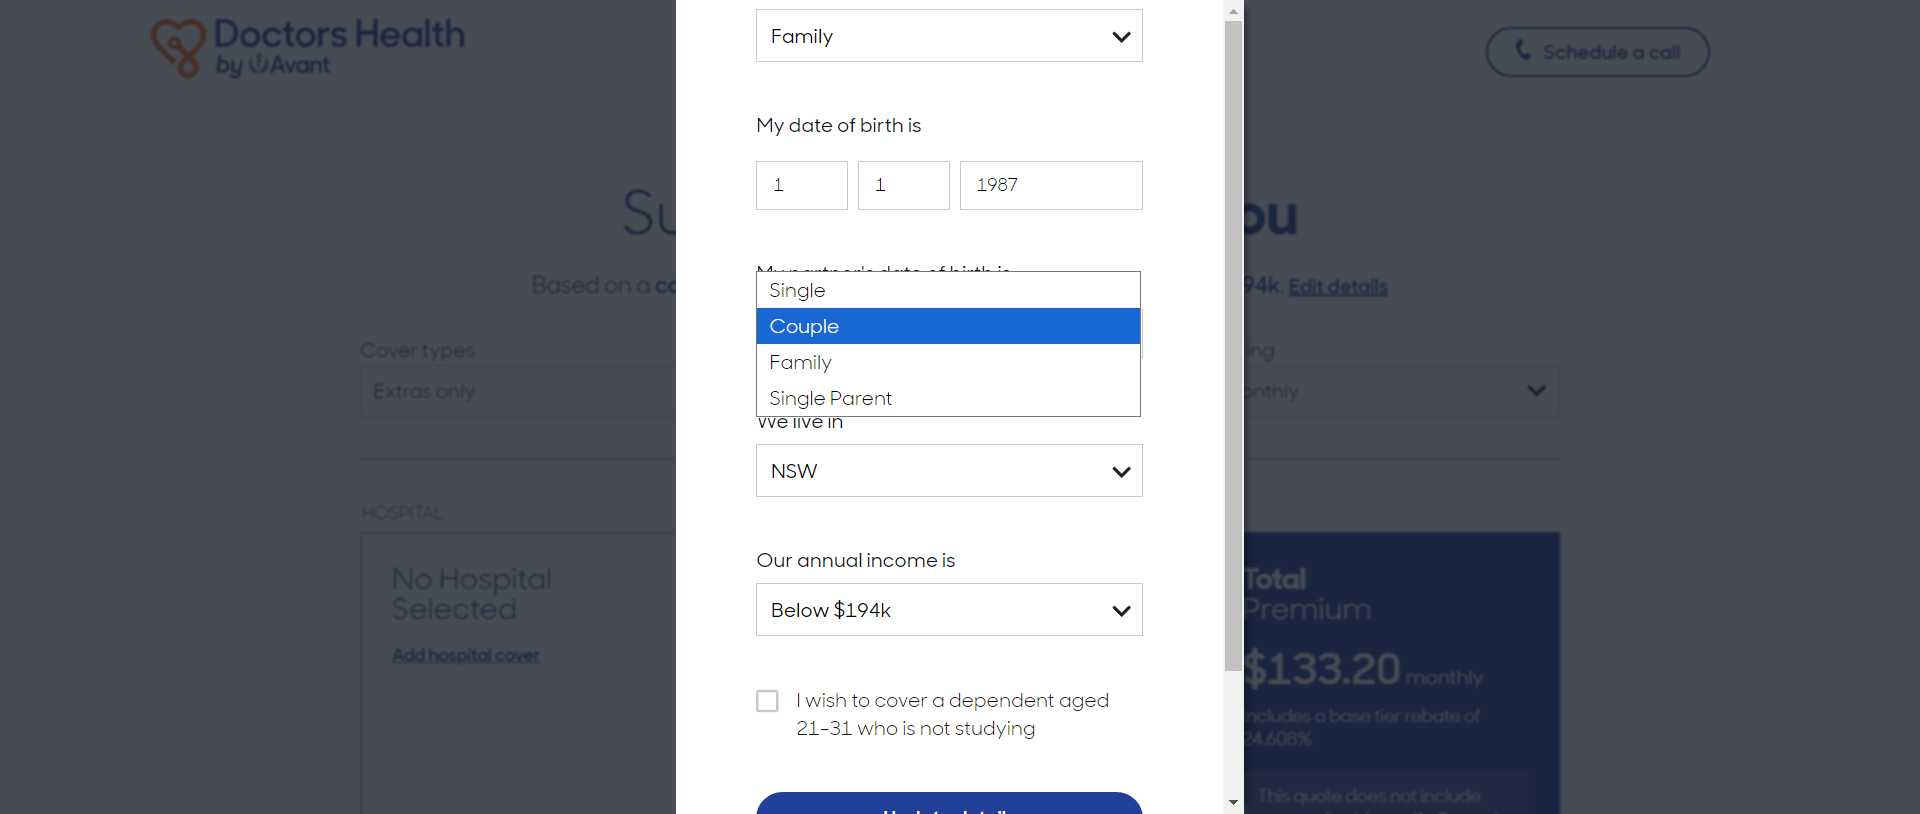 Doctors Health
by Avant
Schedule a call
Family
My date of birth is
1
1
1987
Su
ou
My partner's date of birth is
Based on a co
94k. Edit details
Single
Couple
Family
Single Parent
Cover types
Extras only
We live in
NSW
HOSPITAL
No Hospital
Selected
Add hospital cover
Our annual income is
Below $194k
Total
Premium
$133.20 monthly
includes a base tier rebate of
24.608%
I wish to cover a dependent aged
21-31 who is not studying
This quote does not include